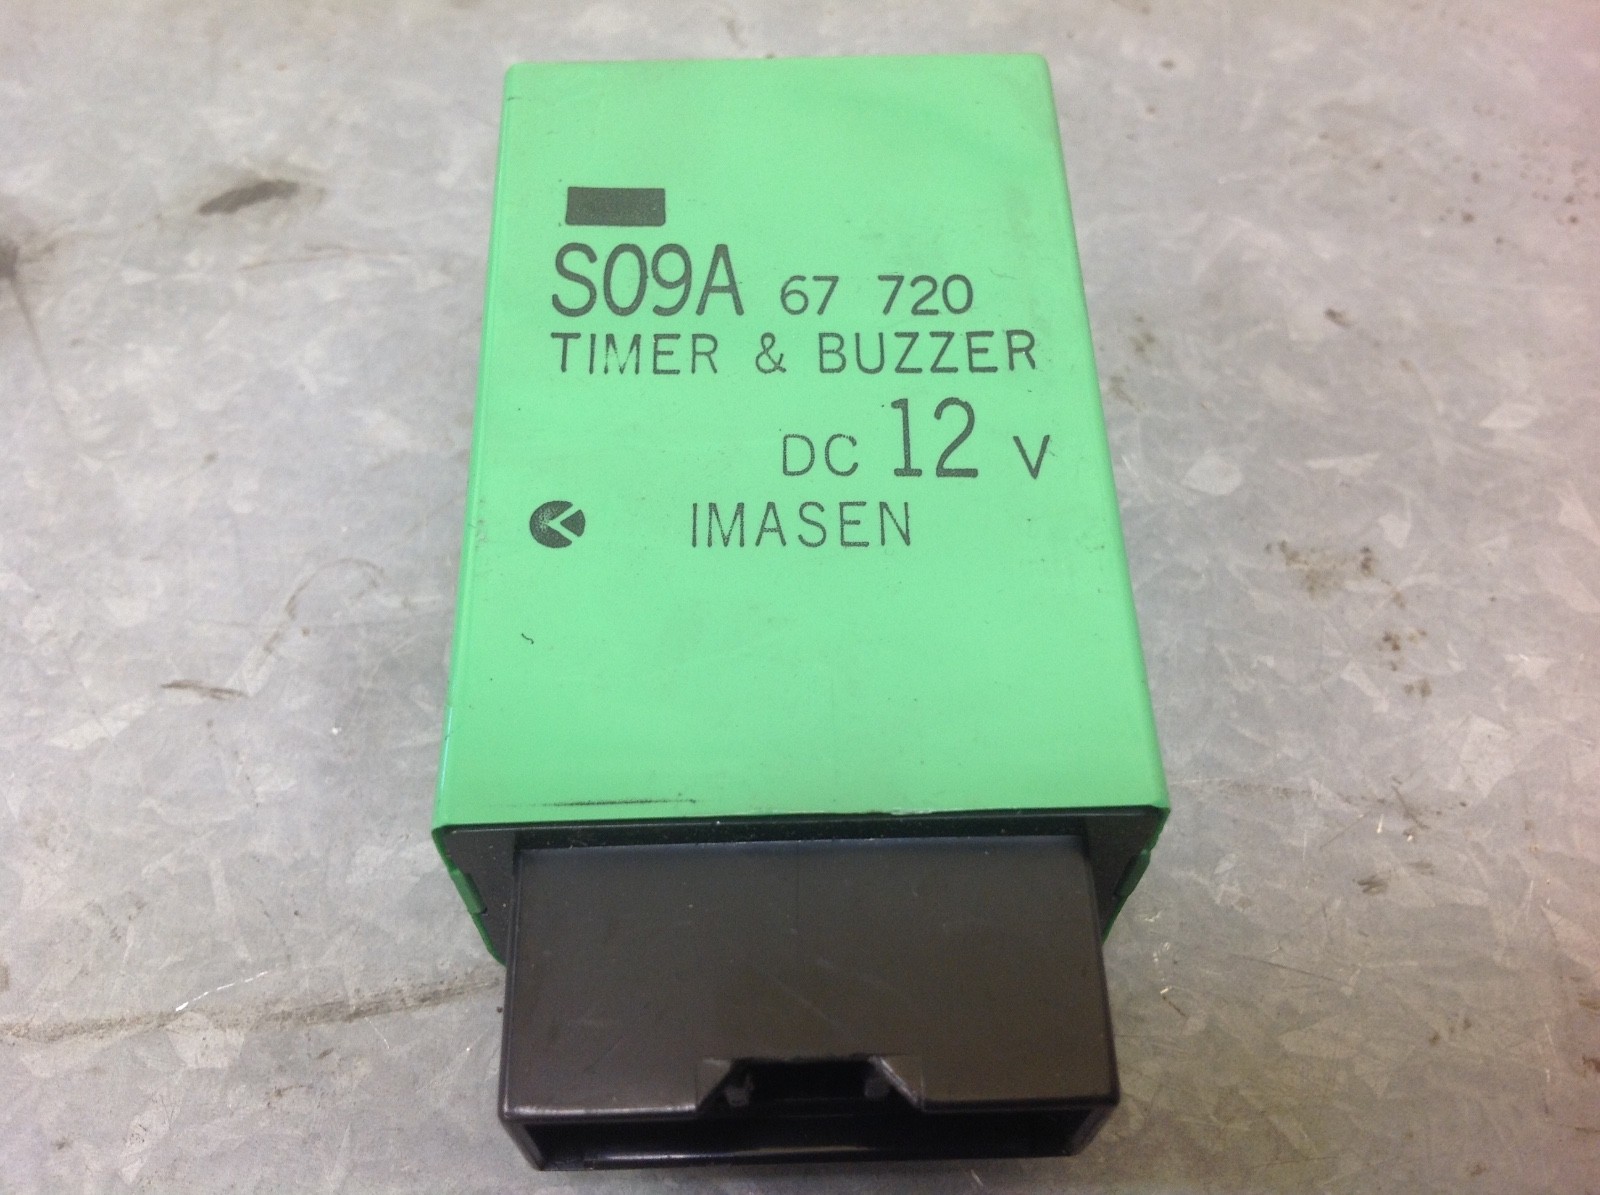 S09A 67 720
TIMER & BUZZER
DC 12 V
IMASEN